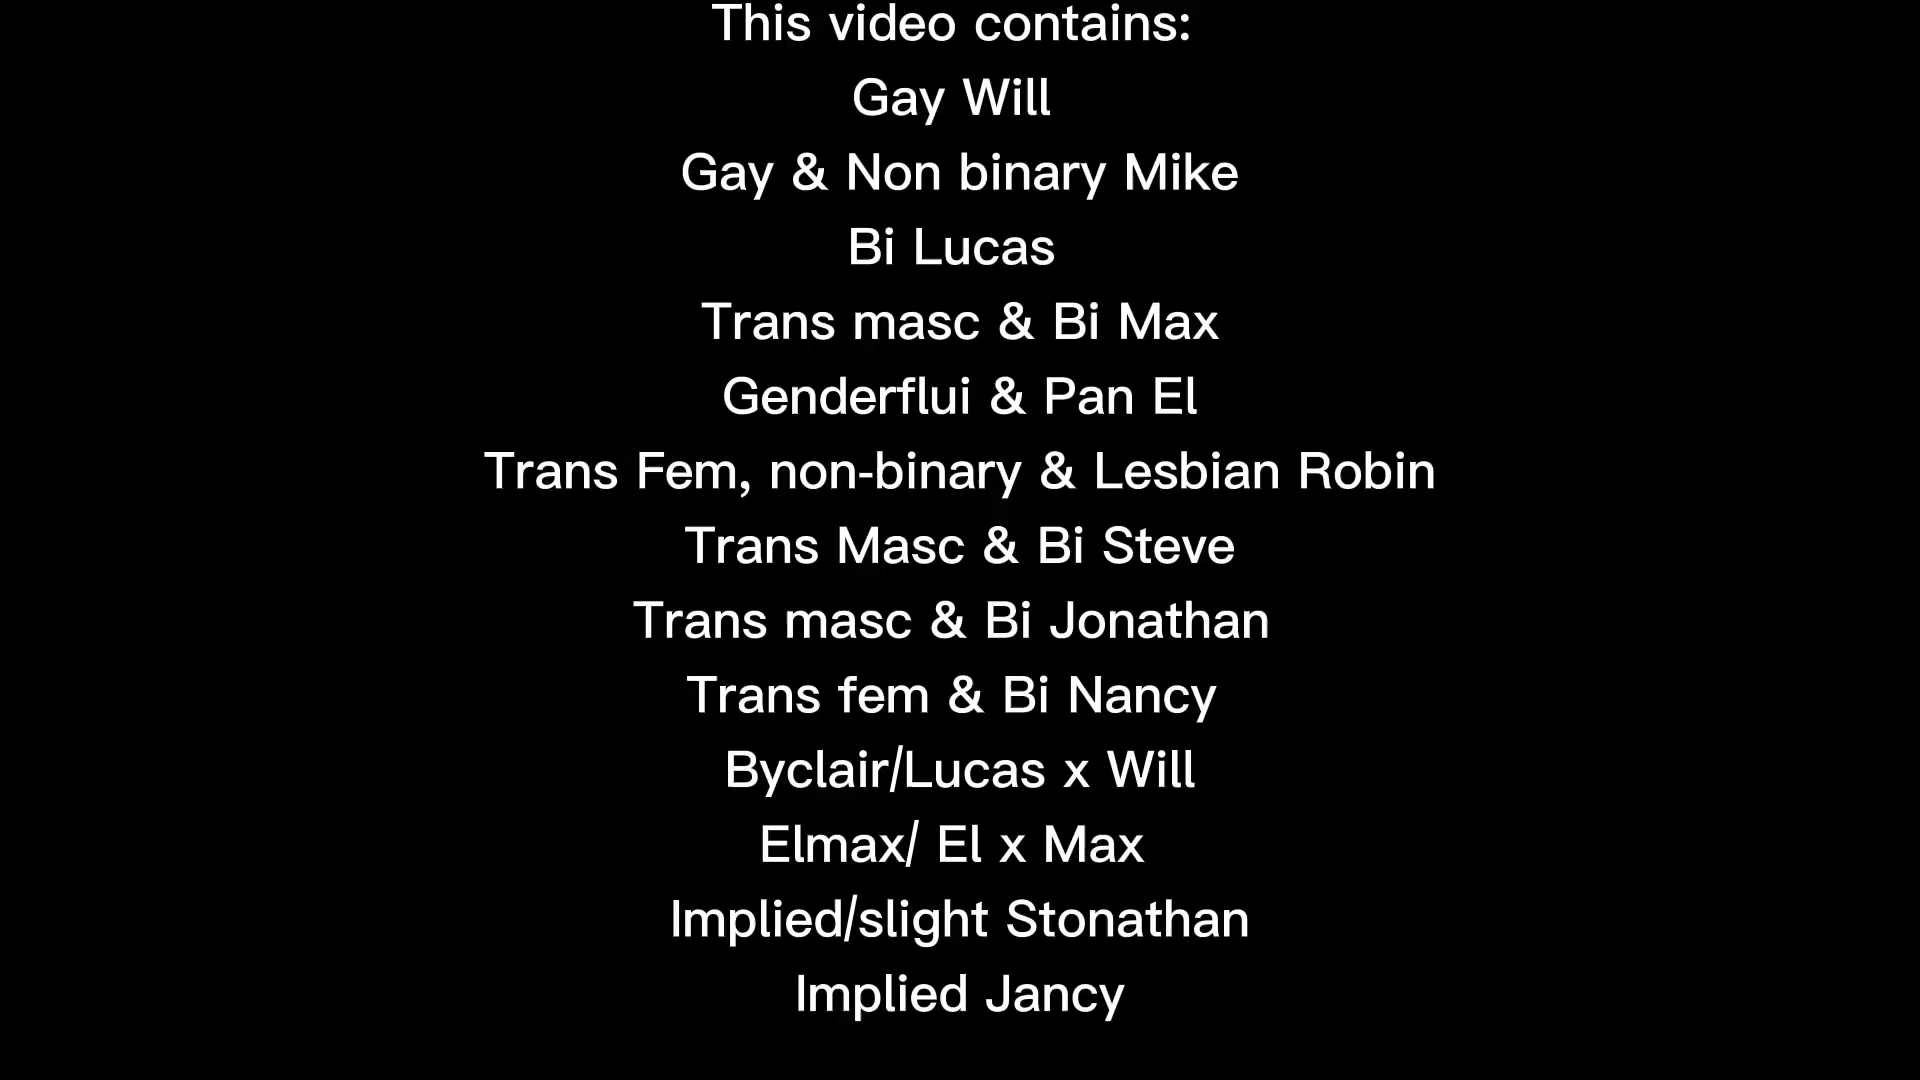 This video contains:
Gay Will
Gay & Non binary Mike
Bi Lucas
Trans masc & Bi Max
Genderflui & Pan El
Trans Fem, non-binary & Lesbian Robin
Trans Masc & Bi Steve
Trans masc & Bi Jonathan
Trans fem & Bi Nancy
Byclair/Lucas x Will
Elmax/ El x Max
Implied/slight Stonathan
Implied Jancy